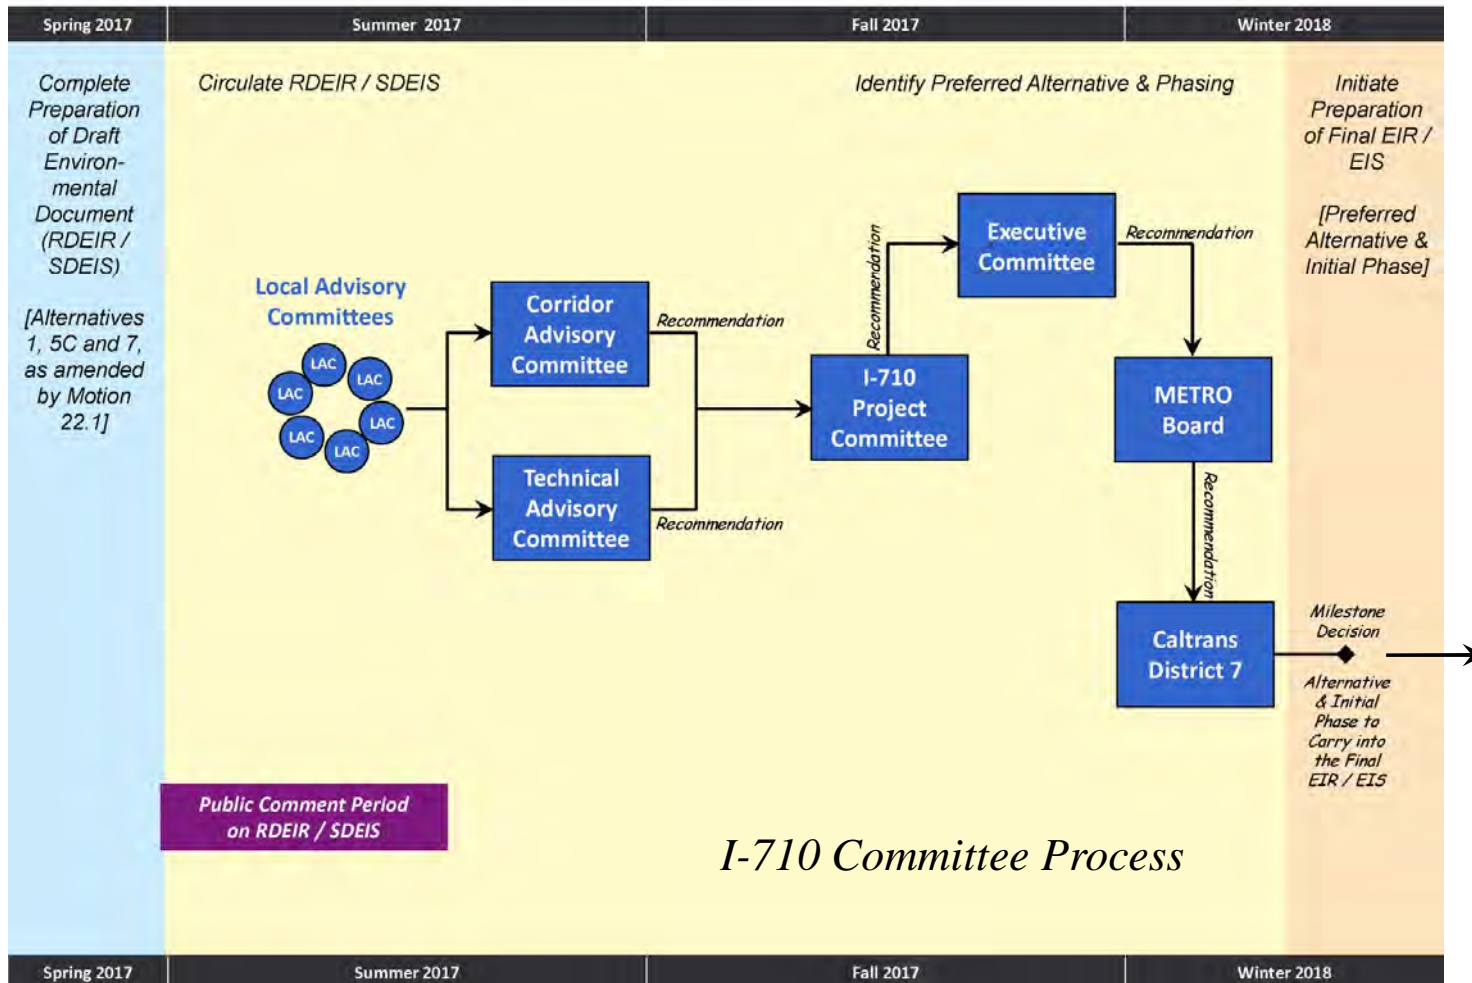 Spring 2017
Summer 2017
Fall 2017
Winter 2018
Complete
Preparation
of Draft
Environ-
mental
Document
(RDEIR /
SDEIS)
[Alternatives
1, 5C and 7,
as amended
by Motion
22.1]
Circulate RDEIR / SDEIS
Identify Preferred Alternative & Phasing
Initiate
Preparation
of Final EIR /
EIS
[Preferred
Alternative &
Initial Phase]
Local Advisory
Committees
LAC
LAC
LAC
LAC
LAC
LAC
Corridor
Advisory
Committee
Recommendation
Technical
Advisory
Committee
Recommendation
I-710
Project
Committee
Recommendation
Executive
Committee
Recommendation
METRO
Board
Recommendation
Caltrans
District 7
Milestone
Decision
Alternative
& Initial
Phase to
Carry into
the Final
EIR / EIS
Public Comment Period
on RDEIR / SDEIS
I-710 Committee Process
Spring 2017
Summer 2017
Fall 2017
Winter 2018